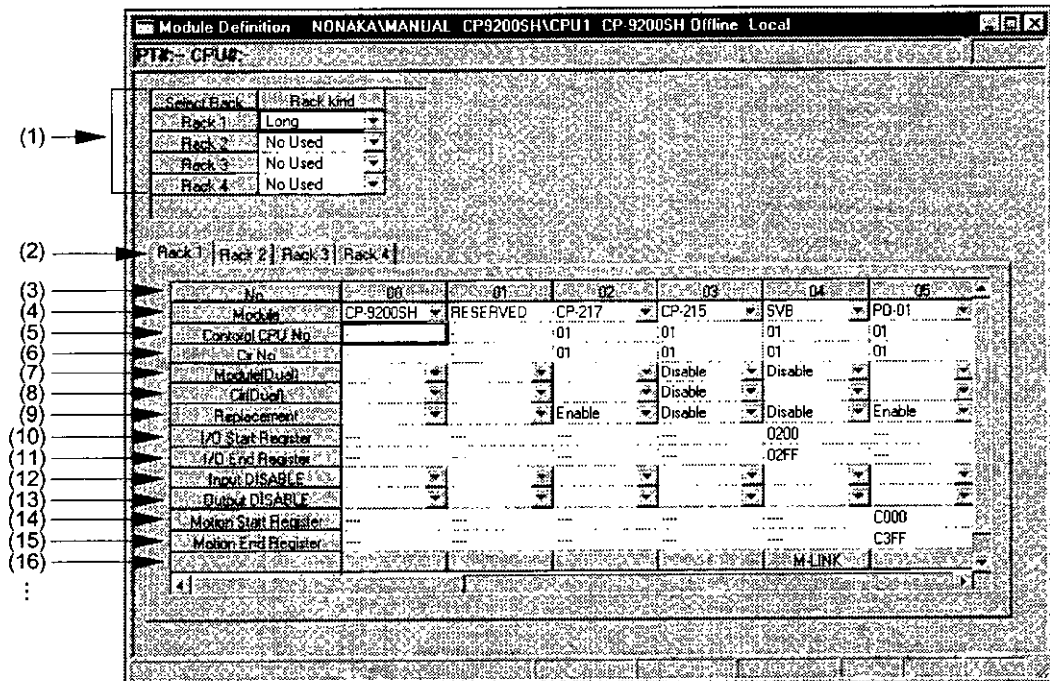 Module Definition NONAKA\MANUAL CP9200SH\CPU1 CP-9200SH Offline Local
PT#:- CPU#:-
Select Rack Rack kind
(1) Rack 1 Long
Rack 2 No Used
Rack 3 No Used
Rack 4 No Used
(2) Rack 1 Rack 2 Rack 3 Rack 4
(3) No 00 01 02 03 04 05
(4) Module CP-9200SH RESERVED CP-217 CP-215 SVB PO-01
(5) Contorol CPU No - - 01 01 01 01
(6) Cir No - - 01 01 01 01
(7) Module(Dual) Disable Disable
(8) Cir(Dual) Disable
(9) Replacement Enable Disable Disable Enable
(10) I/O Start Register ---- ---- ---- ---- 0200 ----
(11) I/O End Register ---- ---- ---- ---- 02FF ----
(12) Input DISABLE
(13) Output DISABLE
(14) Motion Start Register ---- ---- ---- ---- ---- C000
(15) Motion End Register ---- ---- ---- ---- ---- C3FF
(16) M-LINK